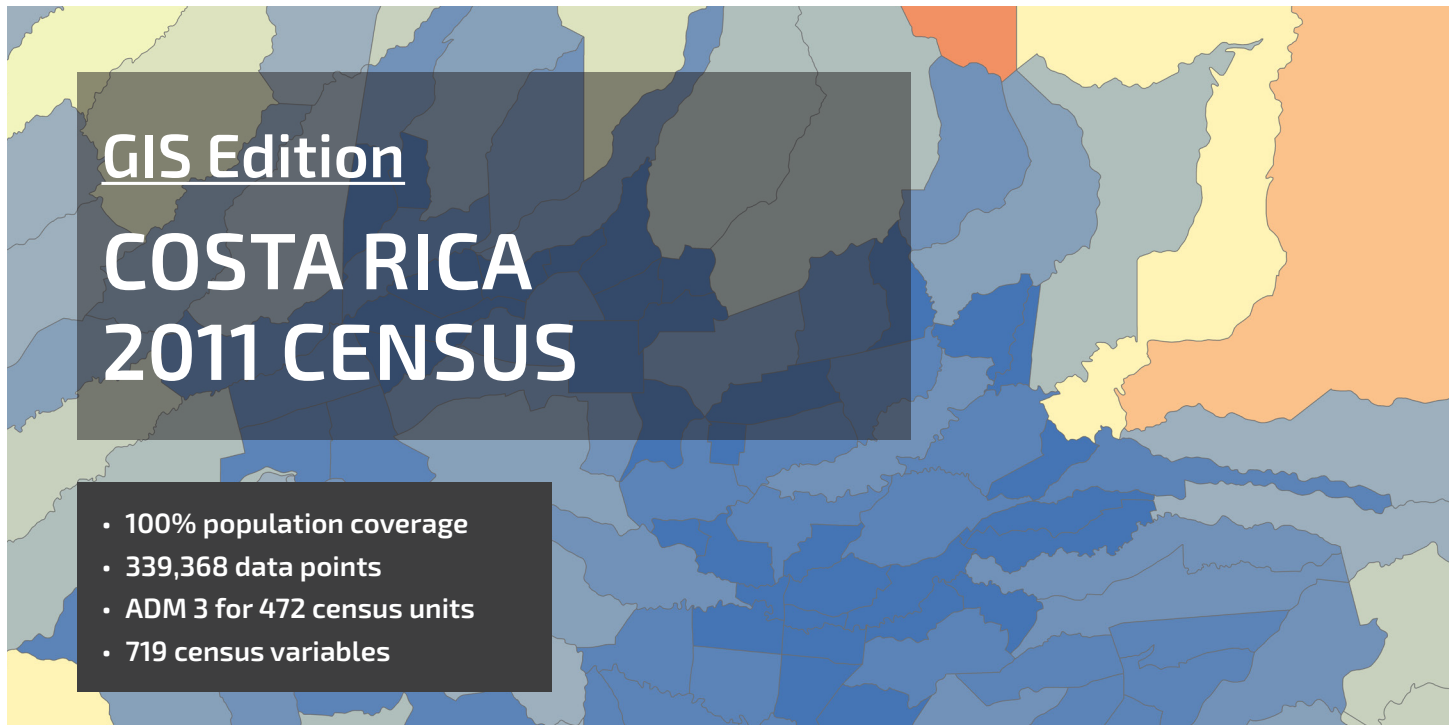 GIS Edition
COSTA RICA
2011 CENSUS
• 100% population coverage
• 339,368 data points
• ADM 3 for 472 census units
• 719 census variables